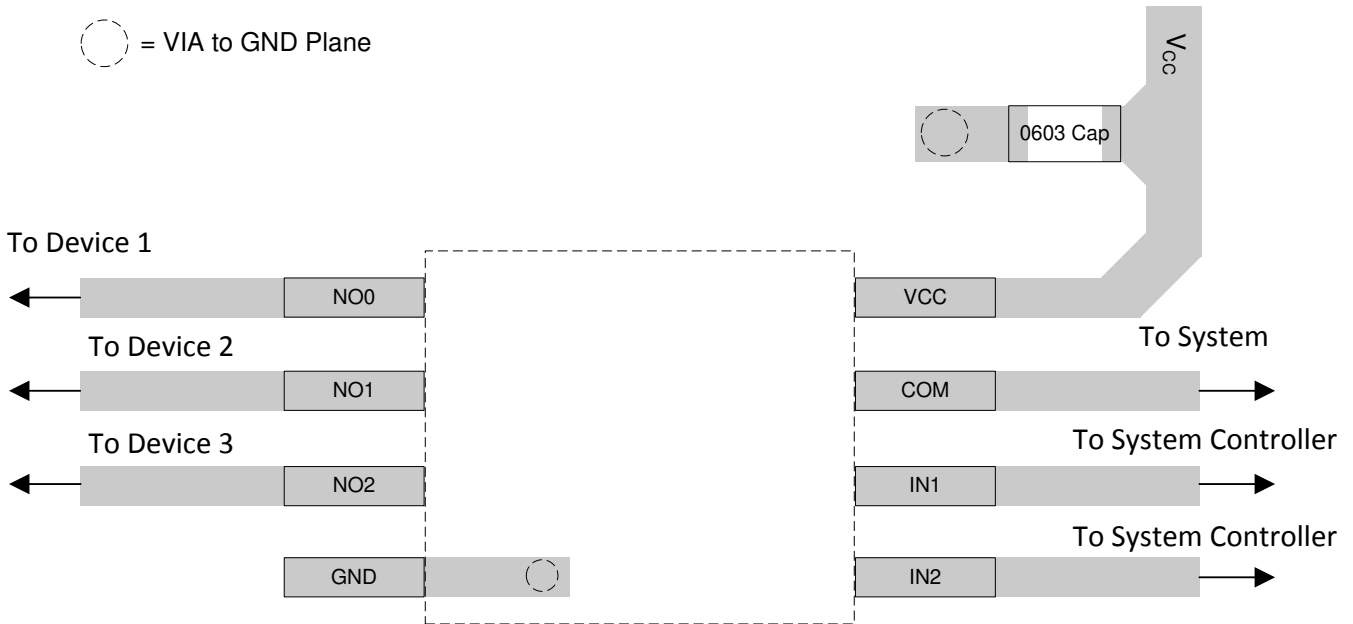 = VIA to GND Plane
VCC
0603 Cap
To Device 1
NO0
VCC
To Device 2
To System
NO1
COM
To Device 3
To System Controller
NO2
IN1
To System Controller
GND
IN2